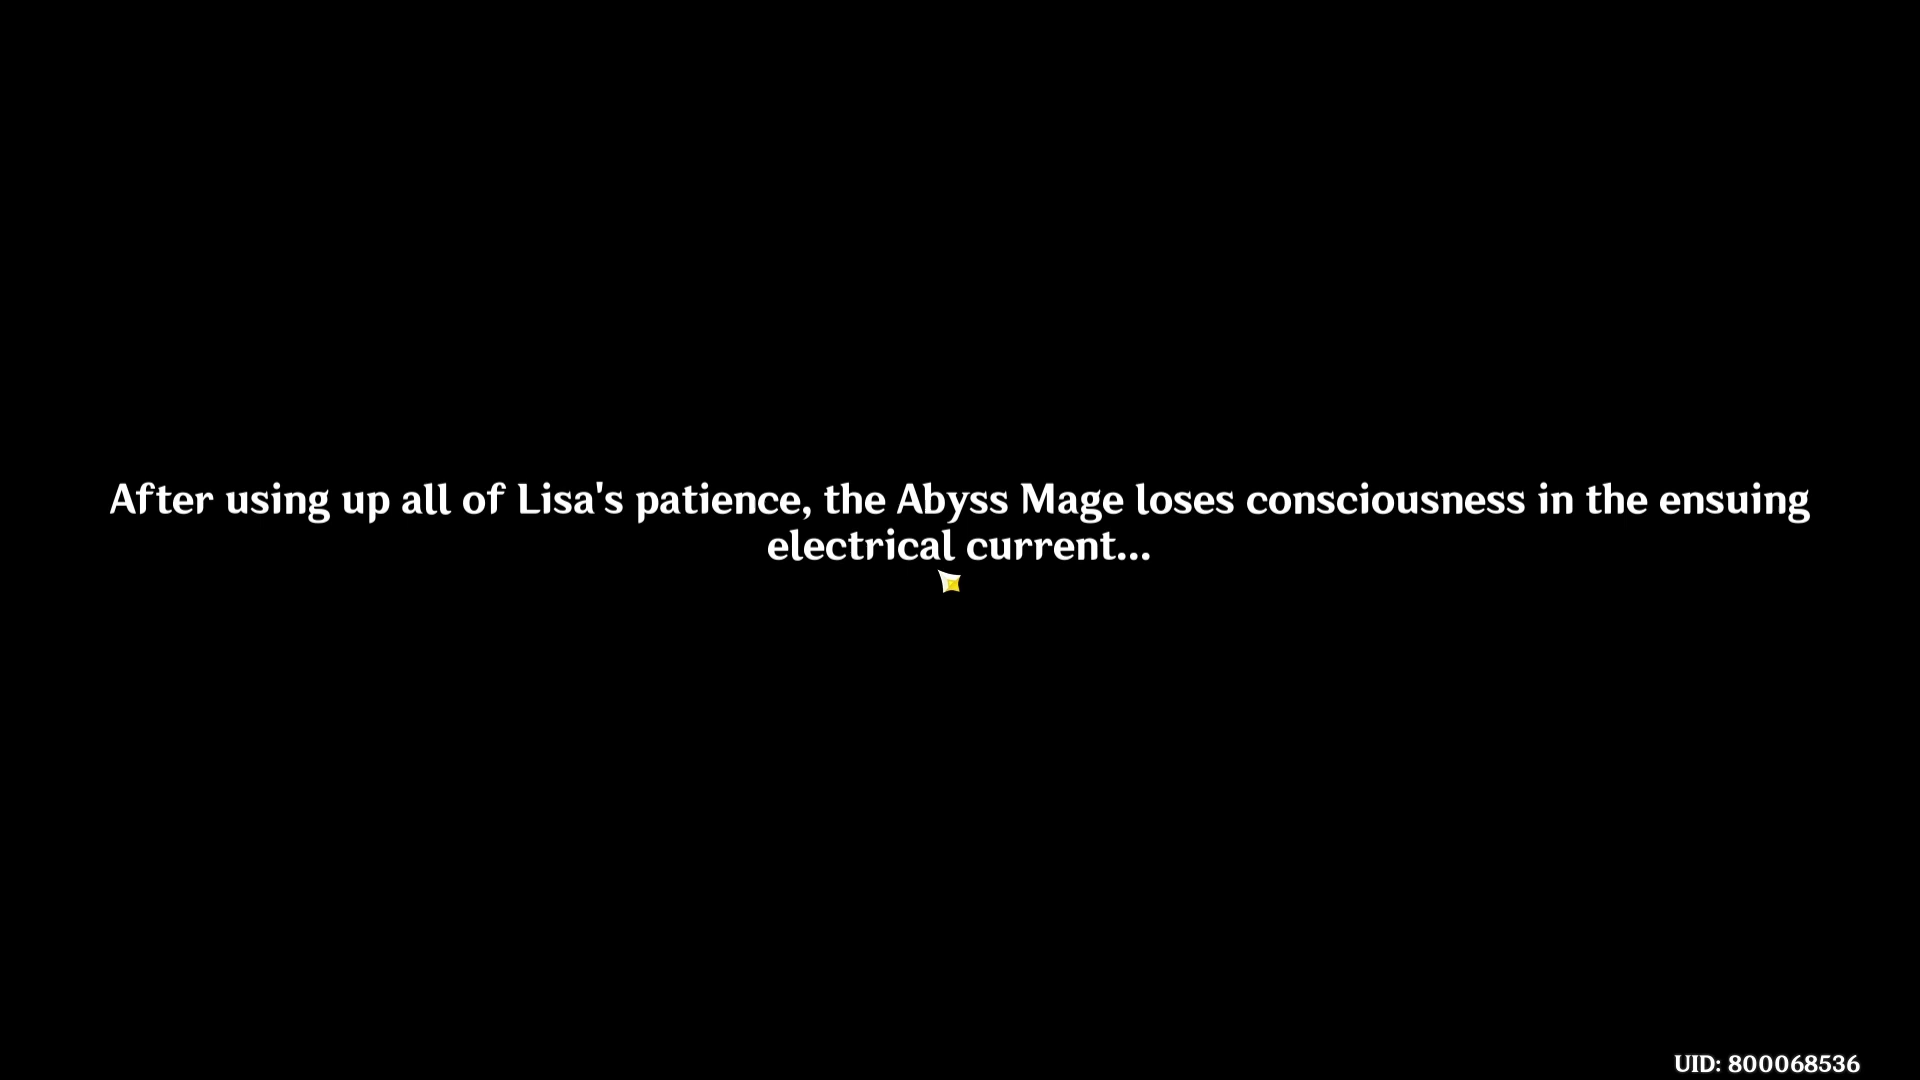 After using up all of Lisa's patience, the Abyss Mage loses consciousness in the ensuing
electrical current...
UID: 800068536